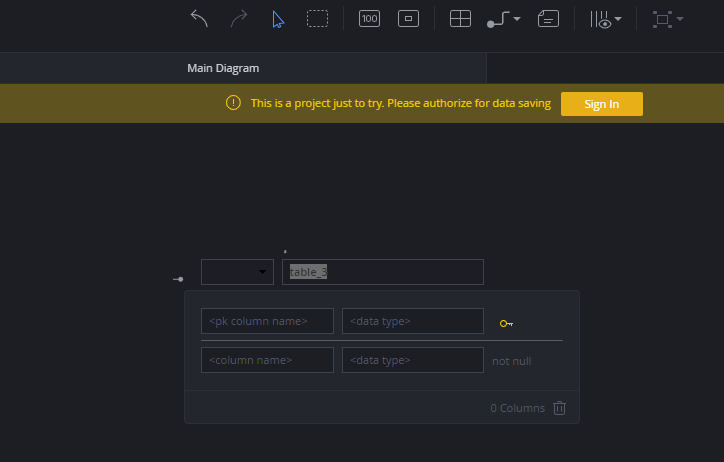 100
Main Diagram
This is a project just to try. Please authorize for data saving Sign In
table_3
<pk column name> <data type>
<column name> <data type> not null
0 Columns